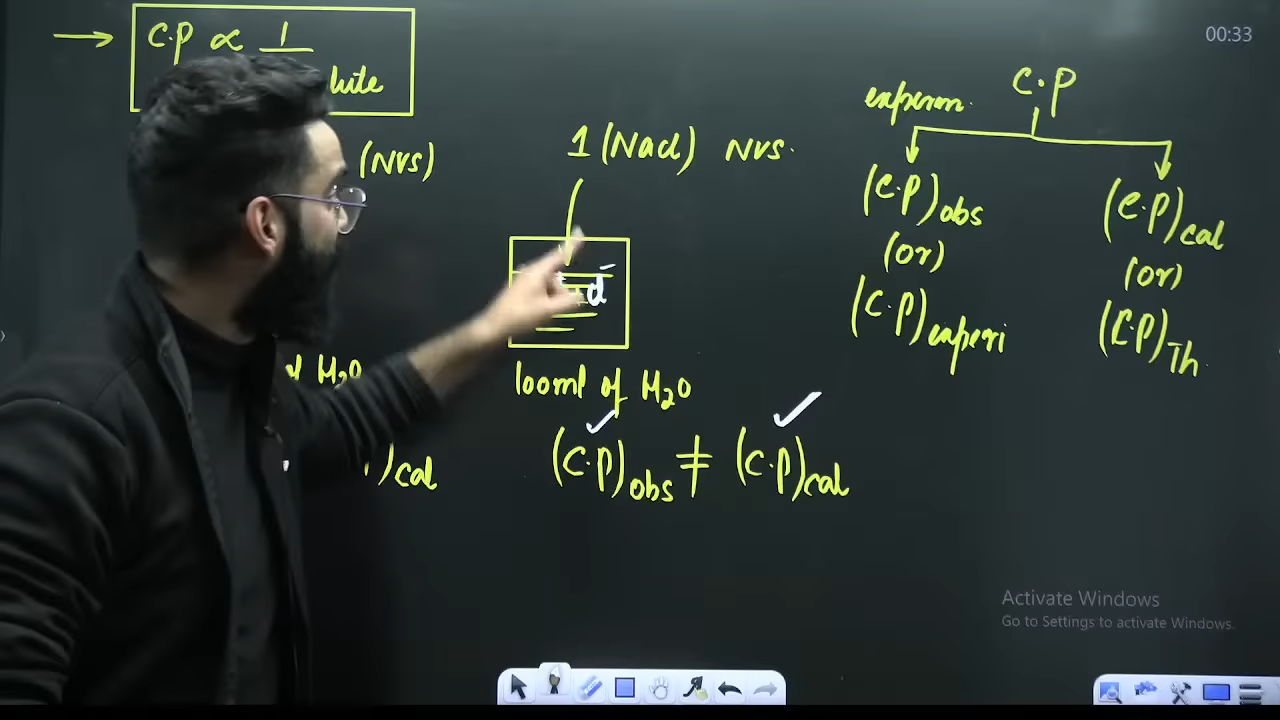 00:33
→ C.P ∝ 1
lute
(NVS)
1 (Nacl) NVS.
100ml of H₂O
of H₂O
) cal
(C.P)obs ≠ (C.P)cal
C.P
experim.
(C.P)obs
(or)
(C.P)experi
(C.P)cal
(or)
(C.P)Th.
Activate Windows
Go to Settings to activate Windows.